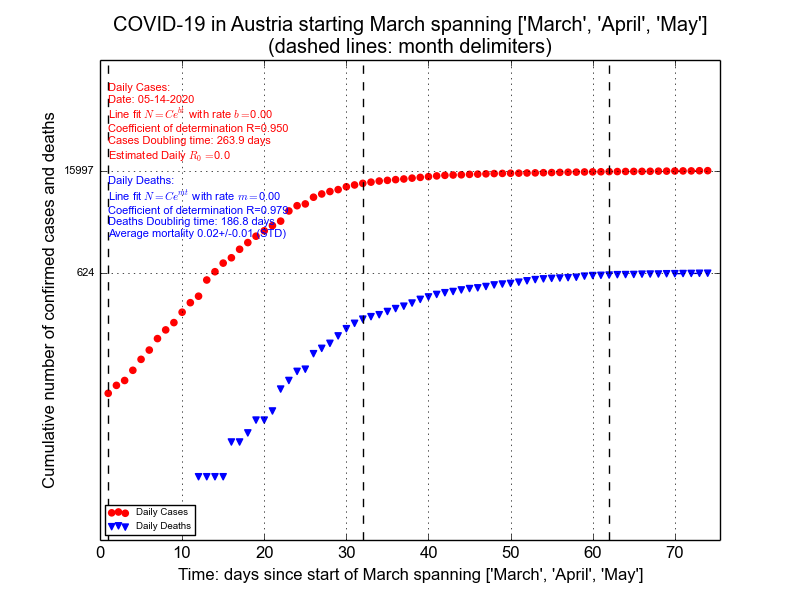 COVID-19 in Austria starting March spanning ['March', 'April', 'May']
(dashed lines: month delimiters)
Daily Cases:
Date: 05-14-2020
Line fit N = Ce^{bt} with rate b =0.00
Coefficient of determination R=0.950
Cases Doubling time: 263.9 days
Estimated Daily R_0 =0.0
Daily Deaths:
Line fit N = Ce^{mt} with rate m =0.00
Coefficient of determination R=0.979
Deaths Doubling time: 186.8 days
Average mortality 0.02+/-0.01 (STD)
Cumulative number of confirmed cases and deaths
15997
624
Daily Cases
Daily Deaths
0 10 20 30 40 50 60 70
Time: days since start of March spanning ['March', 'April', 'May']